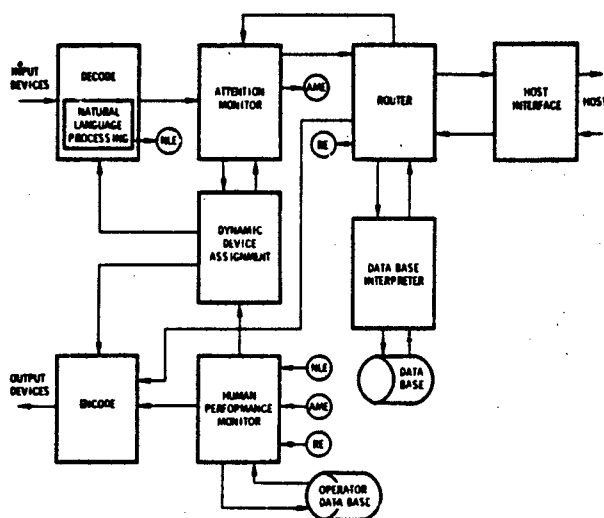 INPUT
DEVICES
DECODE
NATURAL
LANGUAGE
PROCESSING
NLE
ATTENTION
MONITOR
AME
ROUTER
RE
HOST
INTERFACE
HOST
DYNAMIC
DEVICE
ASSIGNMENT
DATA BASE
INTERPRETER
DATA
BASE
OUTPUT
DEVICES
ENCODE
HUMAN
PERFORMANCE
MONITOR
NLE
AME
RE
OPERATOR
DATA BASE